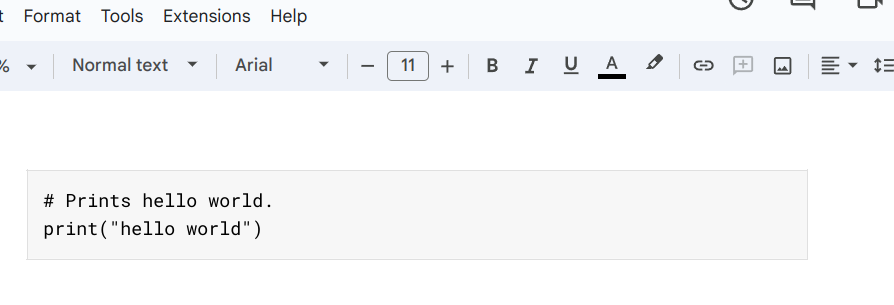 Format Tools Extensions Help
% Normal text Arial 11 B I U A
# Prints hello world.
print("hello world")